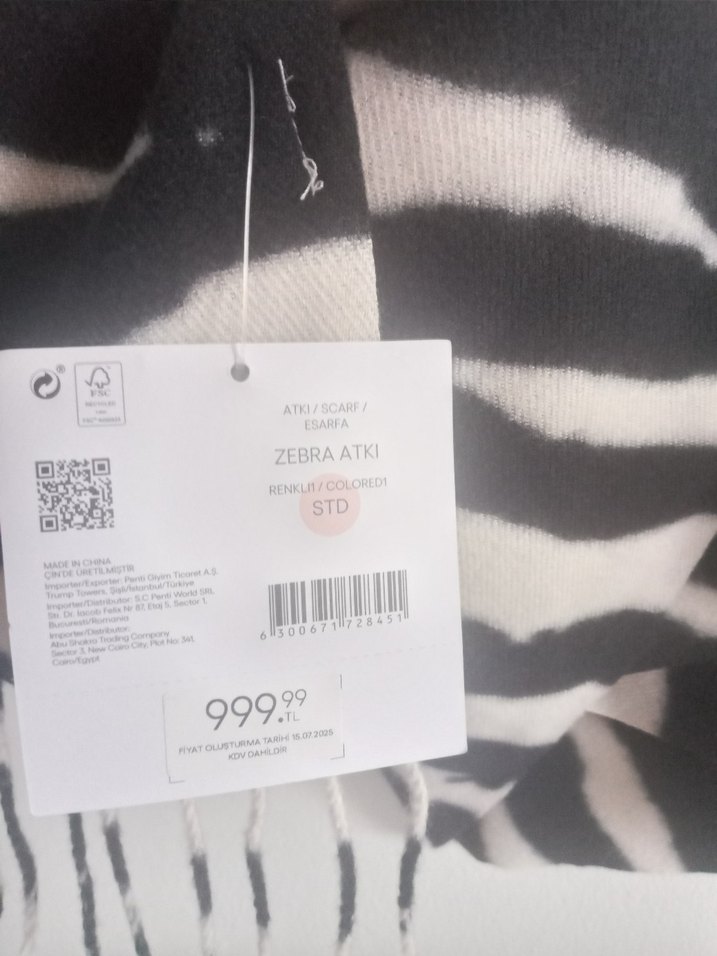 ®
FSC
RECYCLED
ATKI / SCARF /
ESARFA
ZEBRA ATKI
RENKLI1 / COLORED1
STD
MADE IN CHINA
ÇİN'DE ÜRETİLMİŞTİR
Importer/Exporter: Penti Giyim Ticaret A.Ş.
Trump Towers, Şişli/İstanbul/Türkiye
Importer/Distributor: S.C Penti World SRL
Str. Dr. Iacob Felix Nr 87, Etaj 5, Sector 1,
Bucuresti/Romania
Importer/Distributor:
Abu Shakra Trading Company
Sector 3, New Cairo City, Plot No: 341,
Cairo/Egypt
6 300671 728451
999.99
.TL
FİYAT OLUŞTURMA TARİHİ 15.07.2025
KDV DAHİLDİR